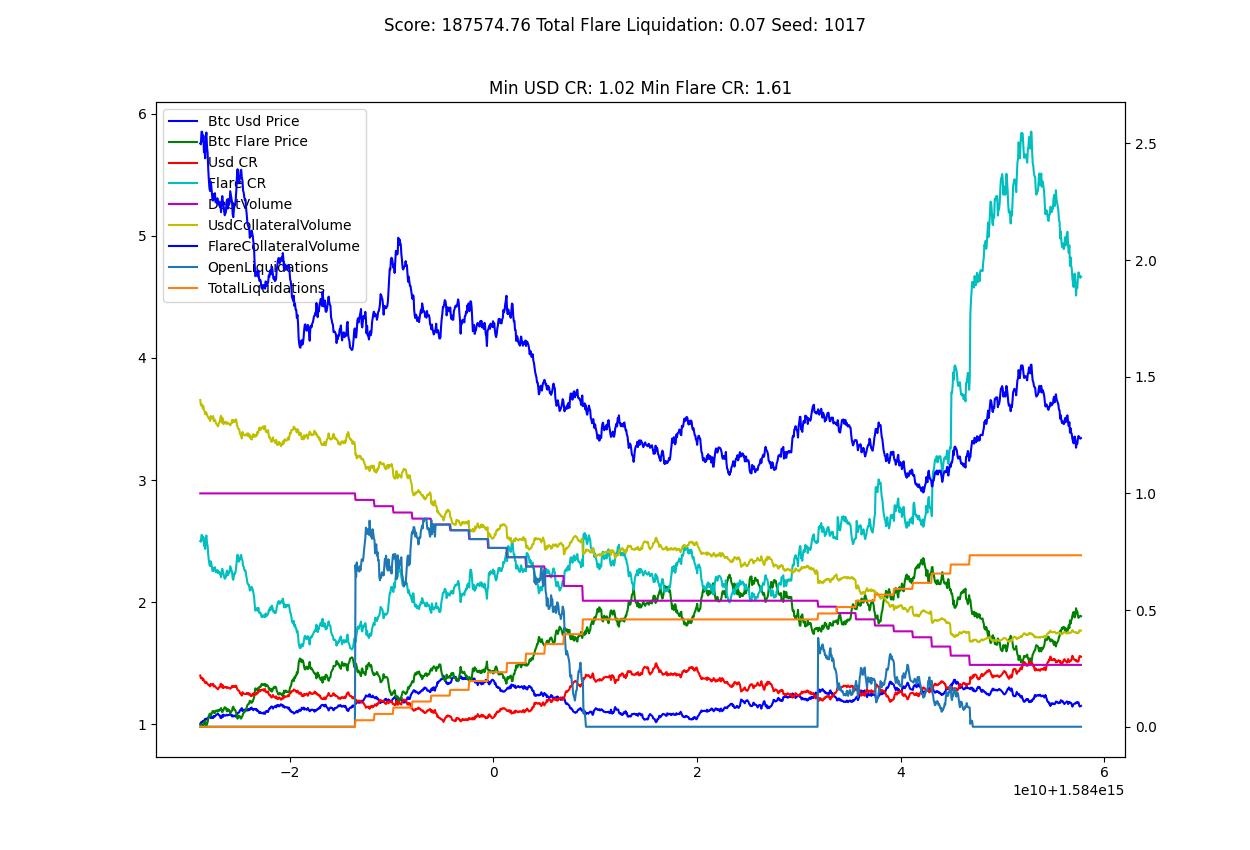 Score: 187574.76 Total Flare Liquidation: 0.07 Seed: 1017
Min USD CR: 1.02 Min Flare CR: 1.61
Btc Usd Price
Btc Flare Price
Usd CR
Flare CR
DebtVolume
UsdCollateralVolume
FlareCollateralVolume
OpenLiquidations
TotalLiquidations
6
5
4
3
2
1
2.5
2.0
1.5
1.0
0.5
0.0
−2
0
2
4
6
1e10+1.584e15